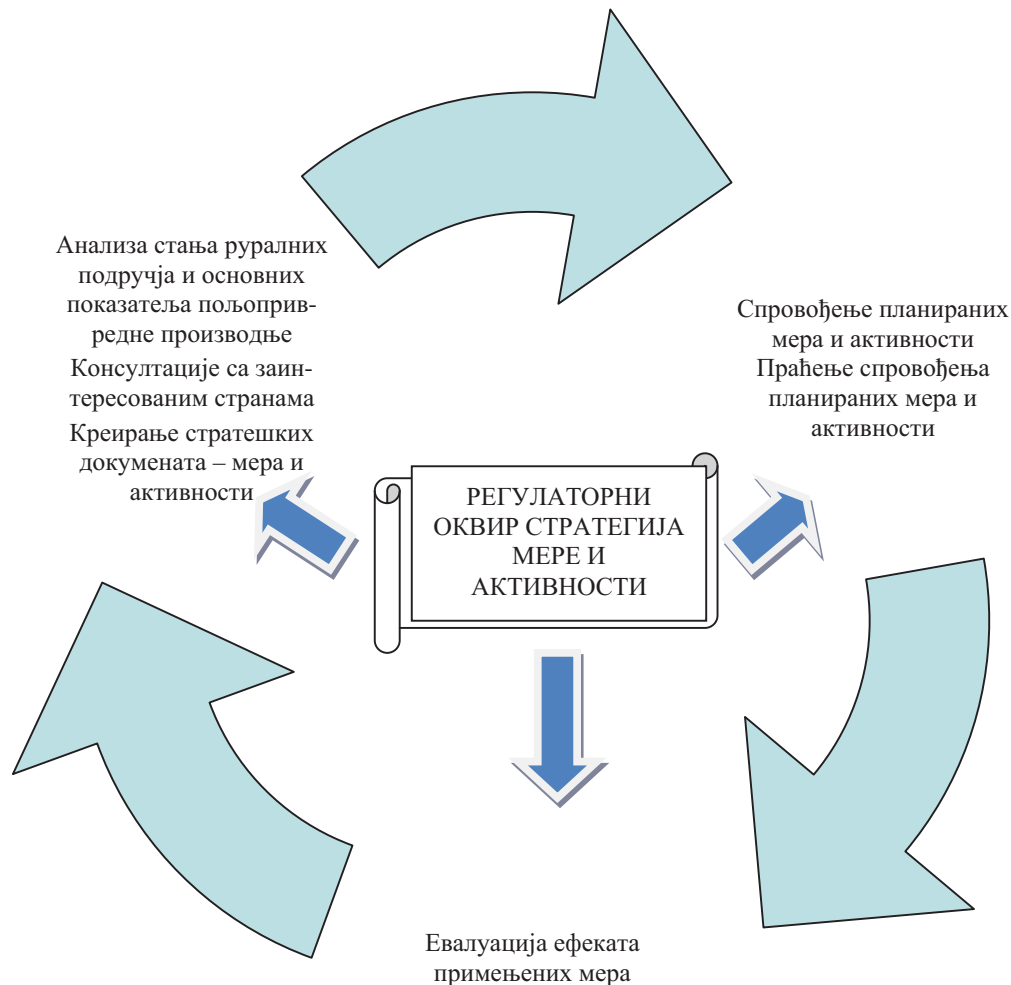 Анализа стања руралних
подручја и основних
показатеља пољоприв-
редне производње
Консултације са заин-
тересованим странама
Креирање стратешких
докумената – мера и
активности
Спровођење планираних
мера и активности
Праћење спровођења
планираних мера и
активности
РЕГУЛАТОРНИ
ОКВИР СТРАТЕГИЈА
МЕРЕ И
АКТИВНОСТИ
Евалуација ефеката
примењених мера